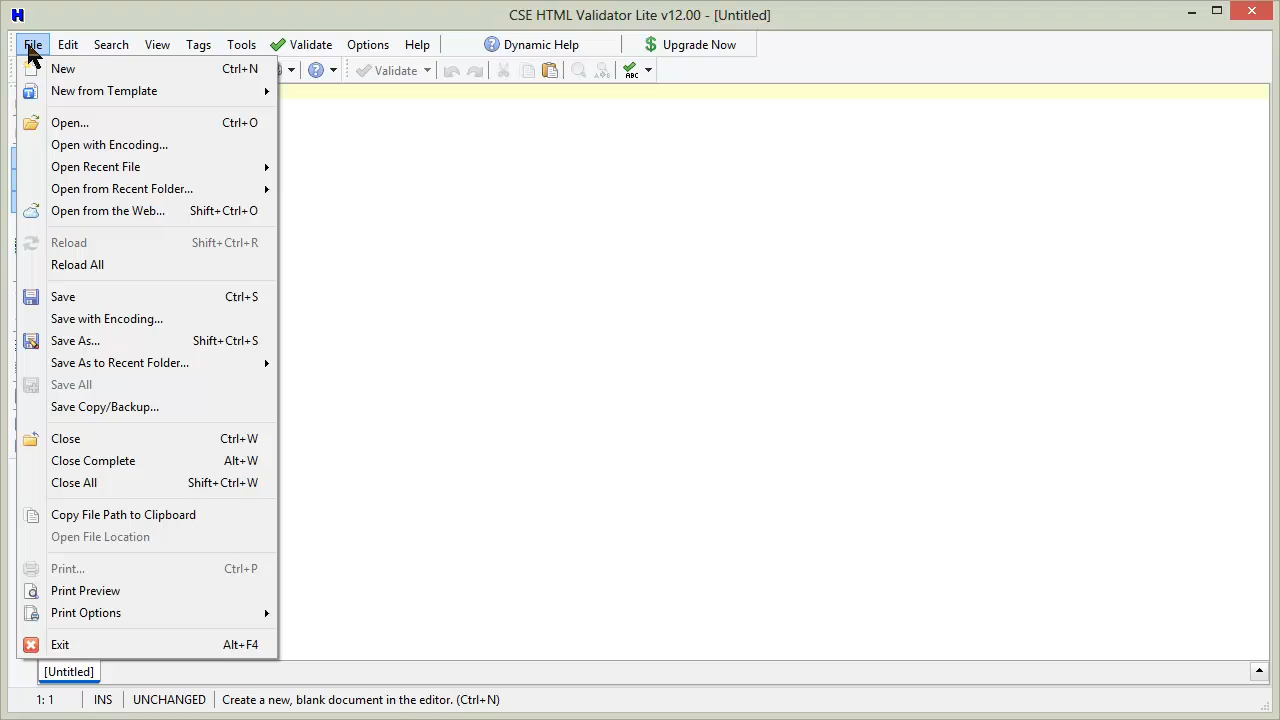 CSE HTML Validator Lite v12.00 - [Untitled]
File Edit Search View Tags Tools Validate Options Help Dynamic Help Upgrade Now
Validate ABC
New Ctrl+N
New from Template
Open... Ctrl+O
Open with Encoding...
Open Recent File
Open from Recent Folder...
Open from the Web... Shift+Ctrl+O
Reload Shift+Ctrl+R
Reload All
Save Ctrl+S
Save with Encoding...
Save As... Shift+Ctrl+S
Save As to Recent Folder...
Save All
Save Copy/Backup...
Close Ctrl+W
Close Complete Alt+W
Close All Shift+Ctrl+W
Copy File Path to Clipboard
Open File Location
Print... Ctrl+P
Print Preview
Print Options
Exit Alt+F4
[Untitled]
1: 1 INS UNCHANGED Create a new, blank document in the editor. (Ctrl+N)